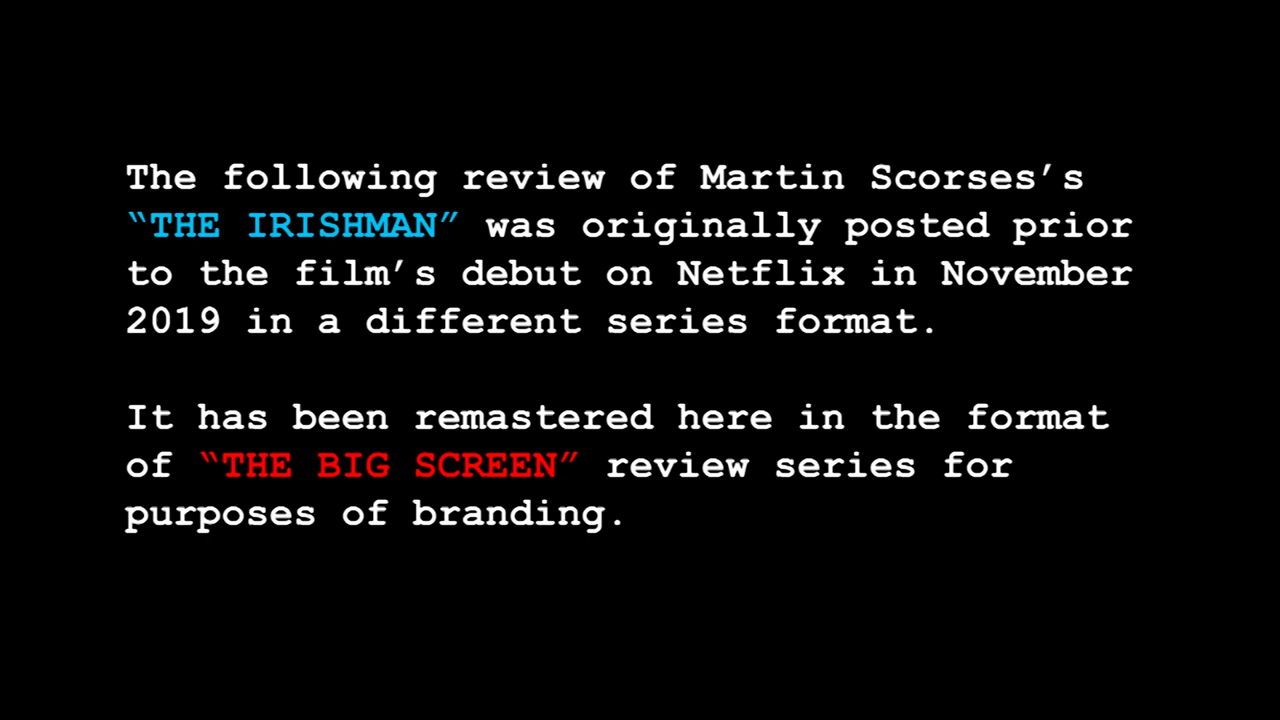 The following review of Martin Scorses’s
“THE IRISHMAN” was originally posted prior
to the film’s debut on Netflix in November
2019 in a different series format.
It has been remastered here in the format
of “THE BIG SCREEN” review series for
purposes of branding.